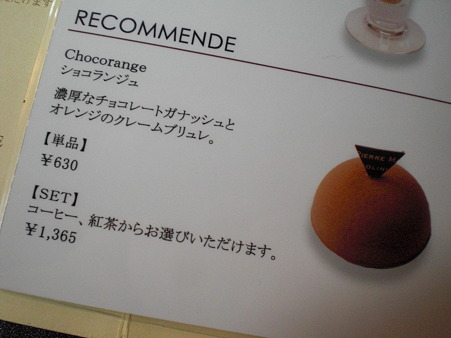 RECOMMENDE
Chocorange
ショコランジュ
濃厚なチョコレートガナッシュと
オレンジのクレームブリュレ。
【単品】
￥630
【SET】
コーヒー、紅茶からお選びいただけます。
￥1,365